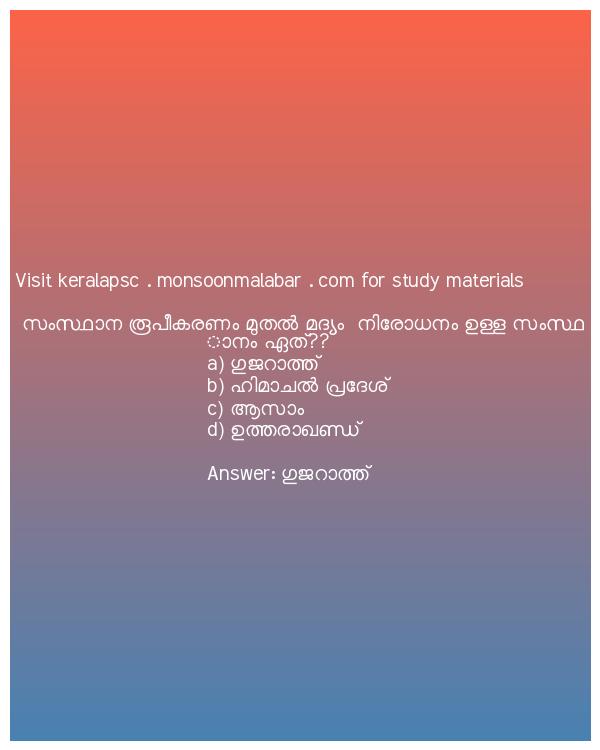 Visit keralapsc . monsoonmalabar . com for study materials
സംസ്ഥാന രൂപീകരണം മുതൽ മദ്യം  നിരോധനം ഉള്ള സംസ്ഥ
ാനം ഏത്??
a) ഗുജറാത്ത്
b) ഹിമാചൽ പ്രദേശ്
c) ആസാം
d) ഉത്തരാഖണ്ഡ്
Answer: ഗുജറാത്ത്